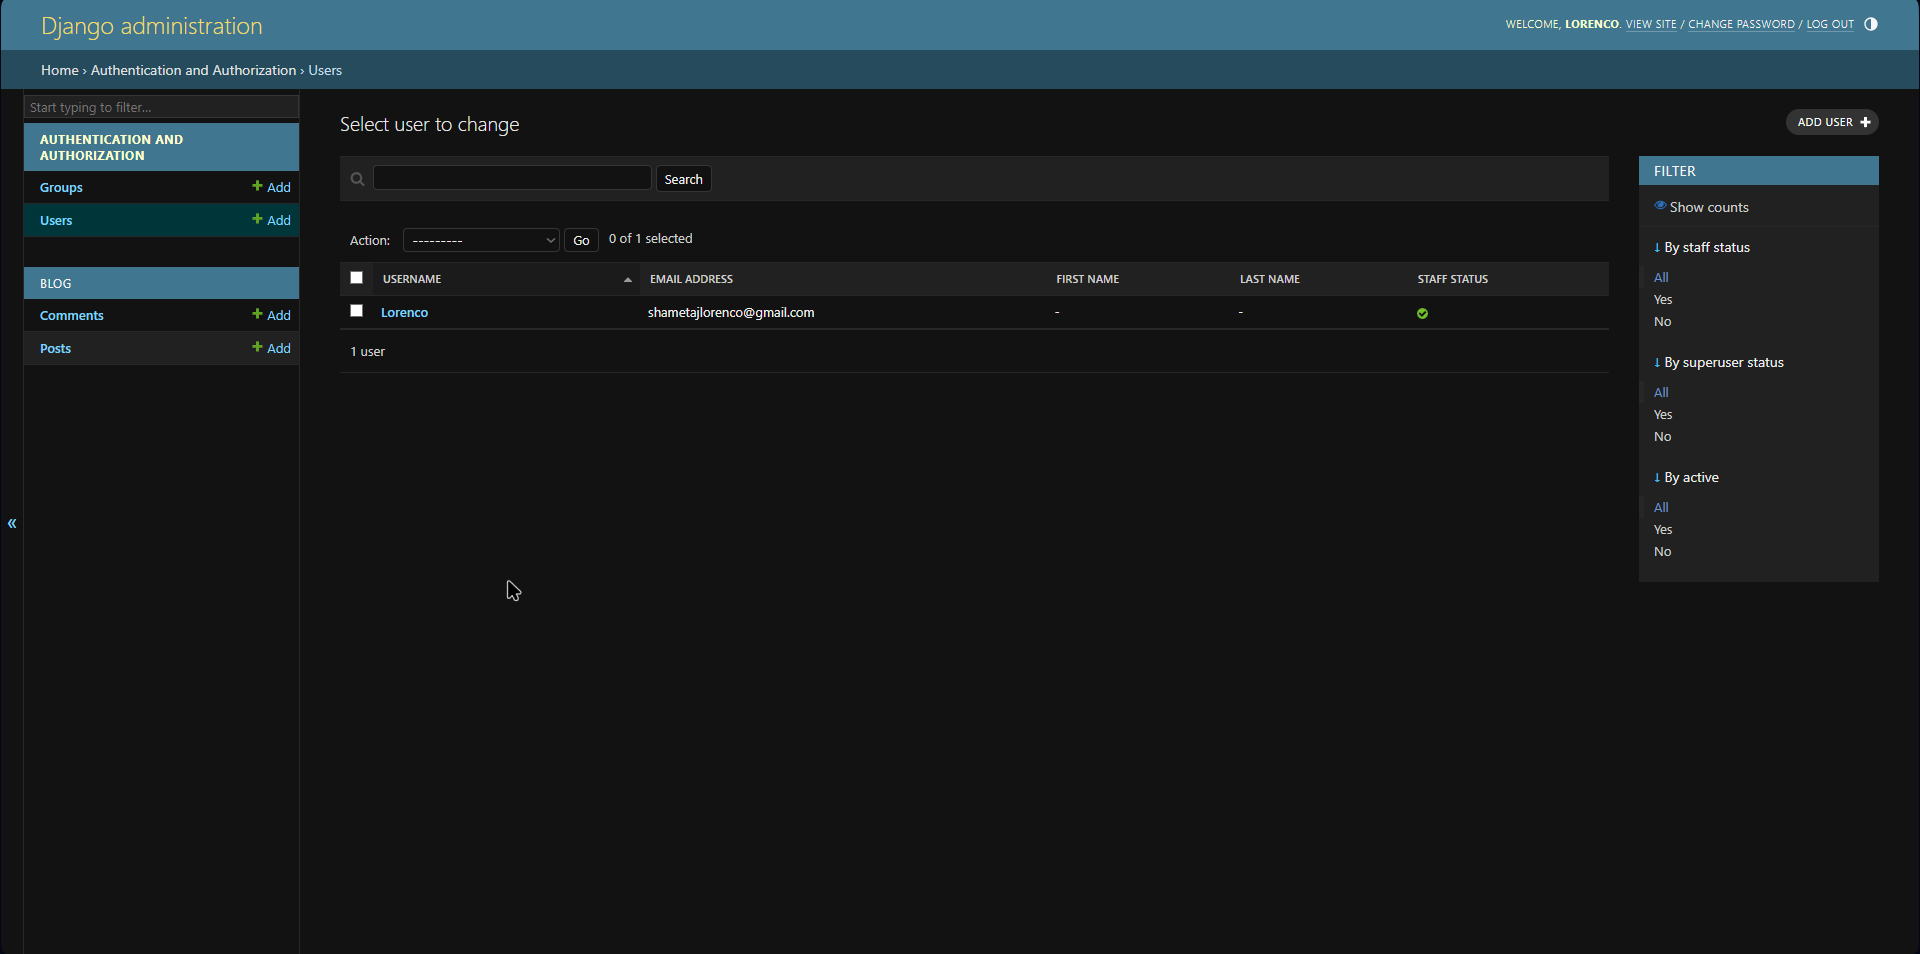 Django administration
WELCOME, LORENCO. VIEW SITE / CHANGE PASSWORD / LOG OUT
Home › Authentication and Authorization › Users
Start typing to filter...
AUTHENTICATION AND
AUTHORIZATION
Groups
+ Add
Users
+ Add
BLOG
Comments
+ Add
Posts
+ Add
«
Select user to change
ADD USER +
Search
Action:
---------
Go
0 of 1 selected
USERNAME EMAIL ADDRESS FIRST NAME LAST NAME STAFF STATUS
Lorenco shametajlorenco@gmail.com - -
1 user
FILTER
Show counts
↓ By staff status
All
Yes
No
↓ By superuser status
All
Yes
No
↓ By active
All
Yes
No